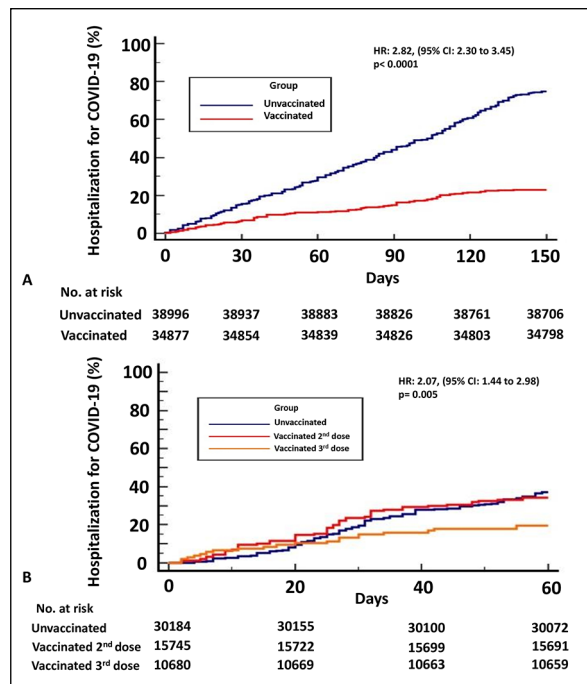 Hospitalization for COVID-19 (%)
100
80
60
40
20
0
HR: 2.82, (95% CI: 2.30 to 3.45)
p< 0.0001
Group
Unvaccinated
Vaccinated
0 30 60 90 120 150
Days
A
No. at risk
Unvaccinated 38996 38937 38883 38826 38761 38706
Vaccinated 34877 34854 34839 34826 34803 34798
Hospitalization for COVID-19 (%)
100
80
60
40
20
0
HR: 2.07, (95% CI: 1.44 to 2.98)
p= 0.005
Group
Unvaccinated
Vaccinated 2nd dose
Vaccinated 3rd dose
0 20 40 60
Days
B
No. at risk
Unvaccinated 30184 30155 30100 30072
Vaccinated 2nd dose 15745 15722 15699 15691
Vaccinated 3rd dose 10680 10669 10663 10659